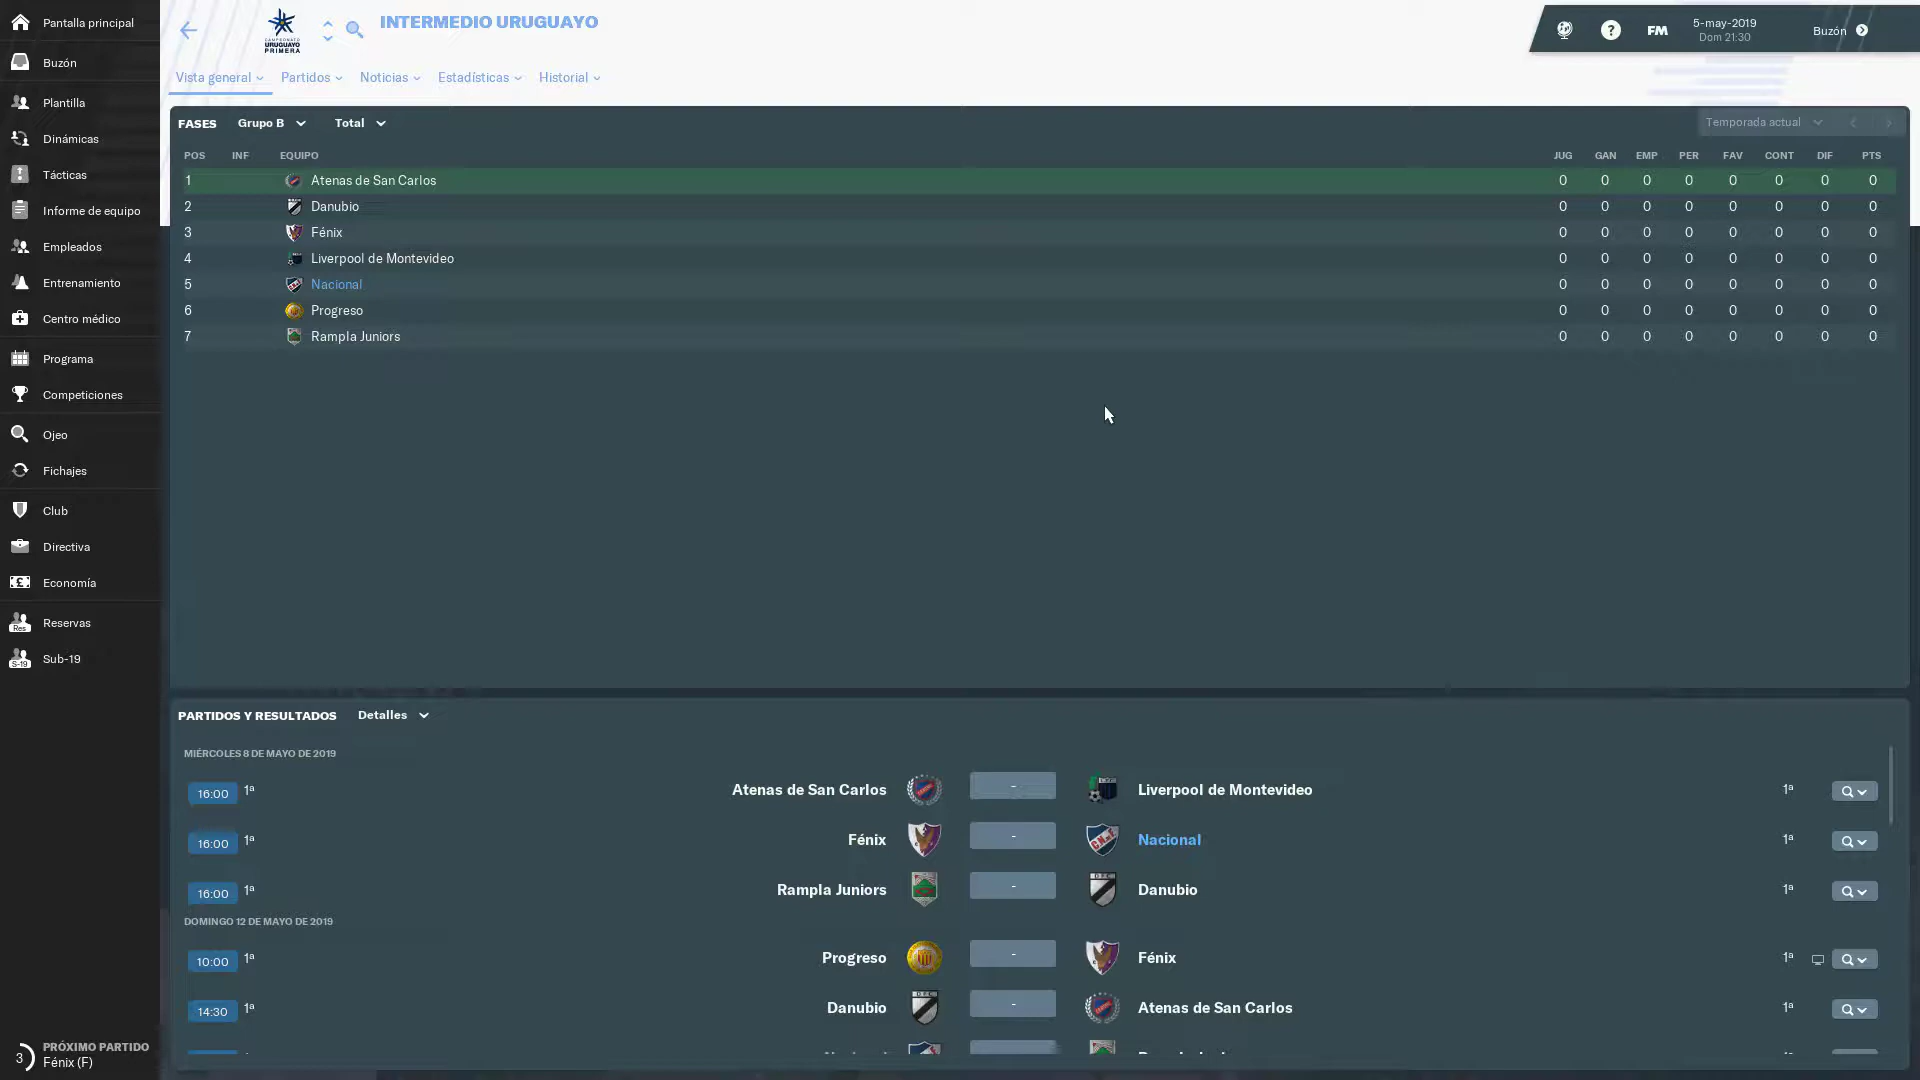 Pantalla principal
Buzón
Plantilla
Dinámicas
Tácticas
Informe de equipo
Empleados
Entrenamiento
Centro médico
Programa
Competiciones
Ojeo
Fichajes
Club
Directiva
Economía
Res
Reservas
S-19
Sub-19
3 PRÓXIMO PARTIDO
Fénix (F)
CAMPEONATO
URUGUAYO
PRIMERA
INTERMEDIO URUGUAYO
? FM 5-may-2019
Dom 21:30
Buzón
Vista general Partidos Noticias Estadísticas Historial
FASES Grupo B Total Temporada actual
POS INF EQUIPO JUG GAN EMP PER FAV CONT DIF PTS
1 Atenas de San Carlos 0 0 0 0 0 0 0 0
2 Danubio 0 0 0 0 0 0 0 0
3 Fénix 0 0 0 0 0 0 0 0
4 Liverpool de Montevideo 0 0 0 0 0 0 0 0
5 Nacional 0 0 0 0 0 0 0 0
6 Progreso 0 0 0 0 0 0 0 0
7 Rampla Juniors 0 0 0 0 0 0 0 0
PARTIDOS Y RESULTADOS Detalles
MIÉRCOLES 8 DE MAYO DE 2019
16:00 1ª Atenas de San Carlos - Liverpool de Montevideo 1ª
16:00 1ª Fénix - Nacional 1ª
16:00 1ª Rampla Juniors - Danubio 1ª
DOMINGO 12 DE MAYO DE 2019
10:00 1ª Progreso - Fénix 1ª
14:30 1ª Danubio - Atenas de San Carlos 1ª